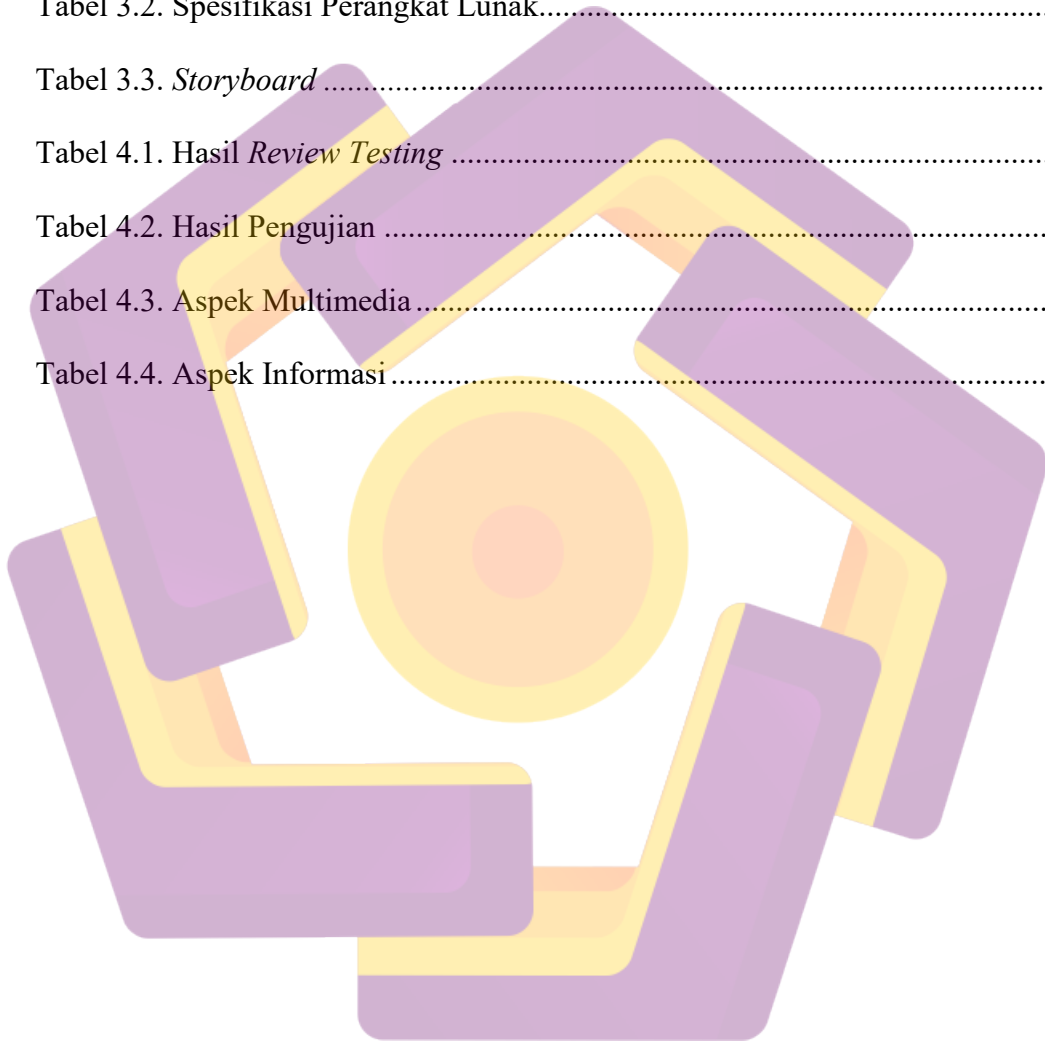 Tabel 3.2. Spesifikasi Perangkat Lunak..............................................................
Tabel 3.3. Storyboard ..............................................................................
Tabel 4.1. Hasil Review Testing .................................................................
Tabel 4.2. Hasil Pengujian ........................................................................
Tabel 4.3. Aspek Multimedia .....................................................................
Tabel 4.4. Aspek Informasi ........................................................................